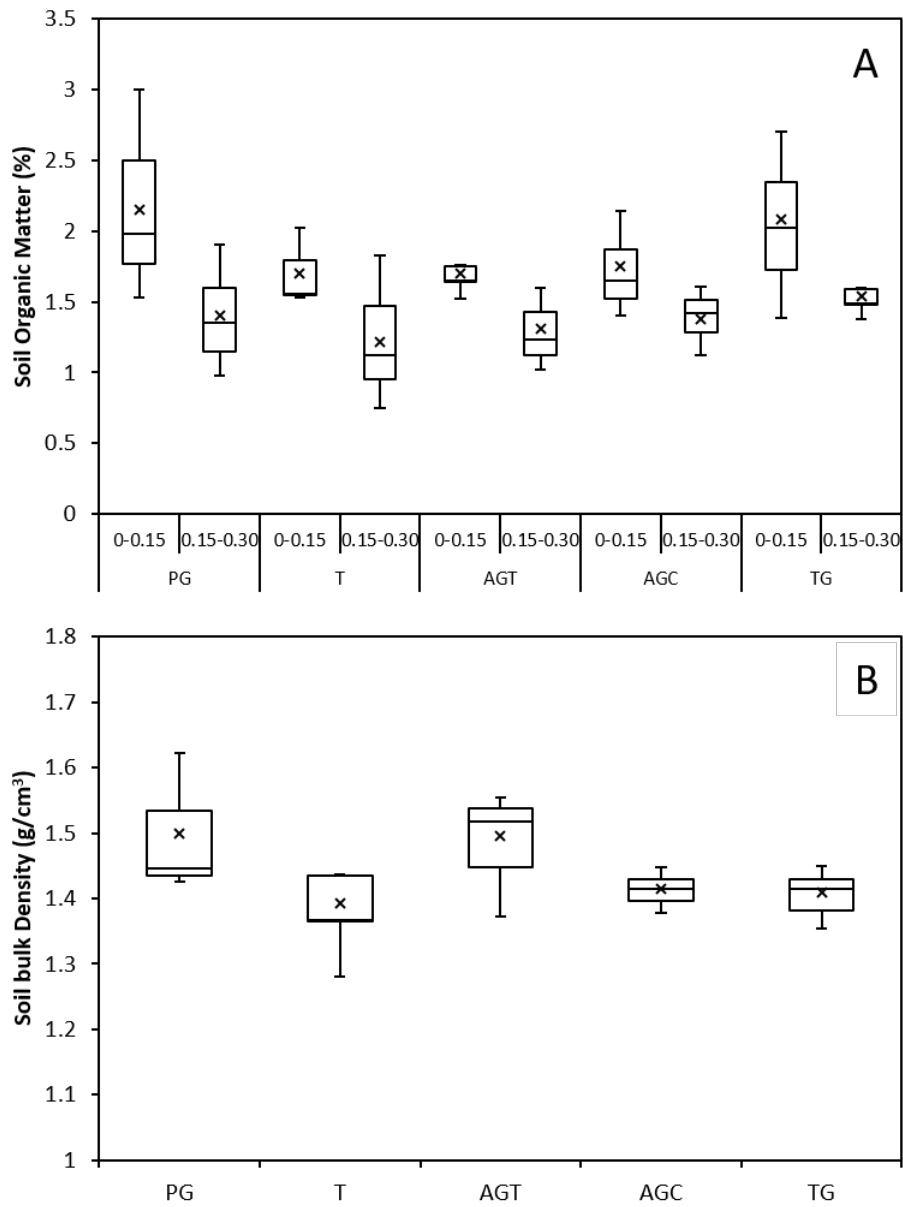 A
Soil Organic Matter (%)
3.5
3
2.5
2
1.5
1
0.5
0
0-0.15 0.15-0.30 0-0.15 0.15-0.30 0-0.15 0.15-0.30 0-0.15 0.15-0.30 0-0.15 0.15-0.30
PG T AGT AGC TG
B
Soil bulk Density (g/cm³)
1.8
1.7
1.6
1.5
1.4
1.3
1.2
1.1
1
PG T AGT AGC TG